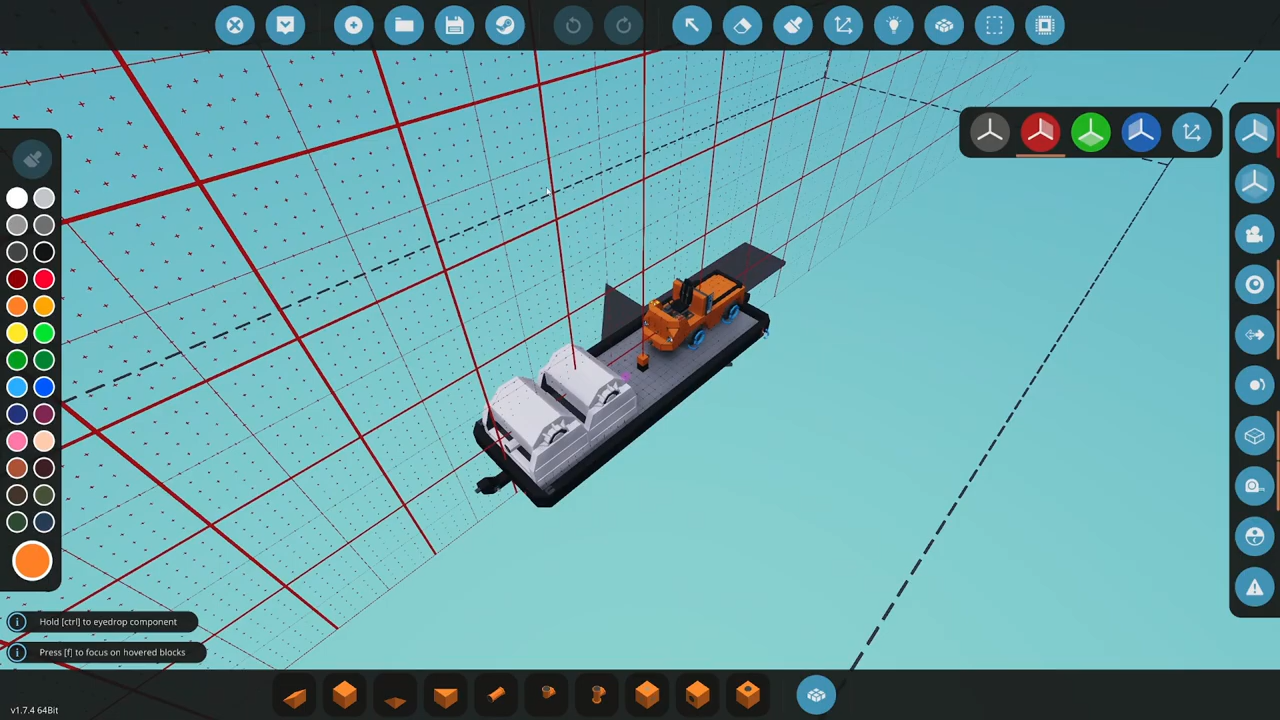 Hold [ctrl] to eyedrop component
Press [f] to focus on hovered blocks
v1.7.4 64Bit